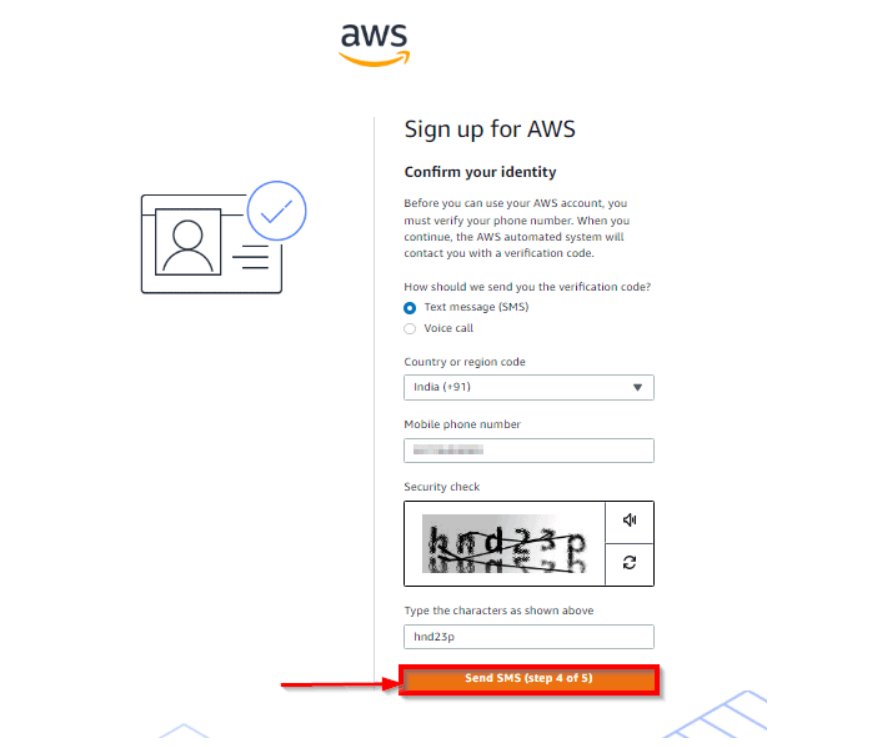 aws
Sign up for AWS
Confirm your identity
Before you can use your AWS account, you
must verify your phone number. When you
continue, the AWS automated system will
contact you with a verification code.
How should we send you the verification code?
Text message (SMS)
Voice call
Country or region code
India (+91)
Mobile phone number
Security check
hnd23p
Type the characters as shown above
hnd23p
Send SMS (step 4 of 5)